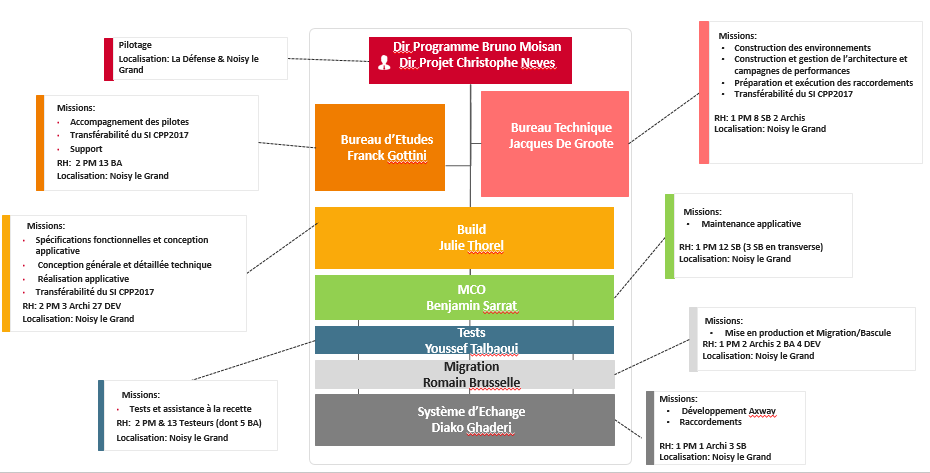 Pilotage
Localisation: La Défense & Noisy le
Grand
Dir Programme Bruno Moisan
Dir Projet Christophe Neves
Missions:
• Construction des environnements
• Construction et gestion de l'architecture et
campagnes de performances
• Préparation et exécution des raccordements
• Transférabilité du SI CPP2017
RH: 1 PM 8 SB 2 Archis
Localisation: Noisy le Grand
Missions:
• Accompagnement des pilotes
• Transférabilité du SI CPP2017
• Support
RH: 2 PM 13 BA
Localisation: Noisy le Grand
Bureau d'Etudes
Franck Gottini
Bureau Technique
Jacques De Groote
Missions:
• Spécifications fonctionnelles et conception
applicative
• Conception générale et détaillée technique
• Réalisation applicative
• Transférabilité du SI CPP2017
RH: 2 PM 3 Archi 27 DEV
Localisation: Noisy le Grand
Build
Julie Thorel
Missions:
• Maintenance applicative
RH: 1 PM 12 SB (3 SB en transverse)
Localisation: Noisy le Grand
MCO
Benjamin Sarrat
Tests
Youssef Talbaoui
Missions:
• Mise en production et Migration/Bascule
RH: 1 PM 2 Archis 2 BA 4 DEV
Localisation: Noisy le Grand
Migration
Romain Brusselle
Missions:
• Tests et assistance à la recette
RH: 2 PM & 13 Testeurs (dont 5 BA)
Localisation: Noisy le Grand
Système d'Echange
Diako Ghaderi
Missions:
• Développement Axway
• Raccordements
RH: 1 PM 1 Archi 3 SB
Localisation: Noisy le Grand